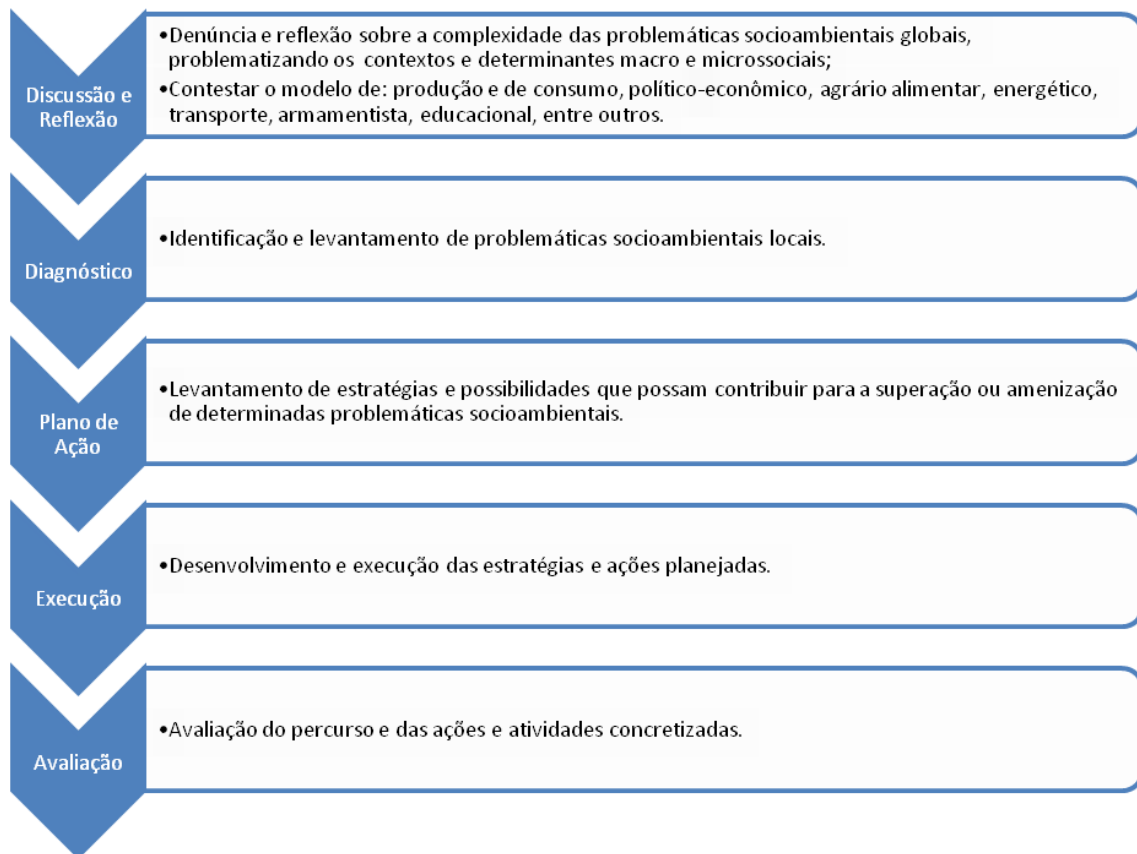 Discussão e
Reflexão
•Denúncia e reflexão sobre a complexidade das problemáticas socioambientais globais,
problematizando os contextos e determinantes macro e microssociais;
•Contestar o modelo de: produção e de consumo, político-econômico, agrário alimentar, energético,
transporte, armamentista, educacional, entre outros.
Diagnóstico
•Identificação e levantamento de problemáticas socioambientais locais.
Plano de
Ação
•Levantamento de estratégias e possibilidades que possam contribuir para a superação ou amenização
de determinadas problemáticas socioambientais.
Execução
•Desenvolvimento e execução das estratégias e ações planejadas.
Avaliação
•Avaliação do percurso e das ações e atividades concretizadas.